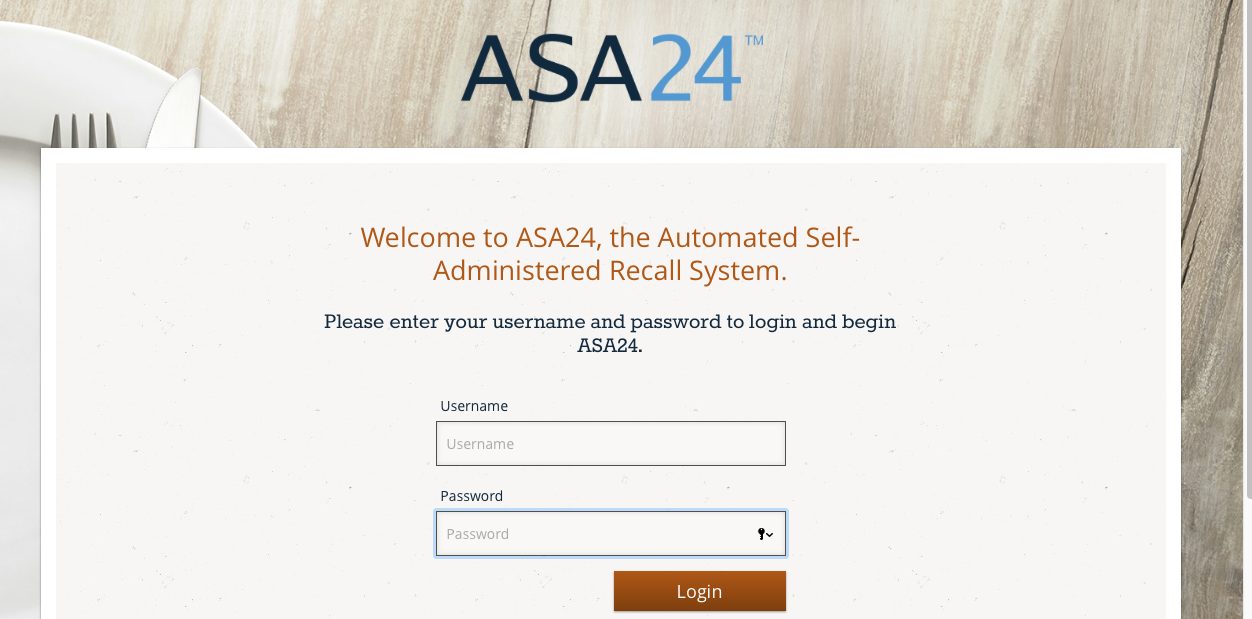 ASA24™
Welcome to ASA24, the Automated Self-
Administered Recall System.
Please enter your username and password to login and begin
ASA24.
Username
Username
Password
Password
Login